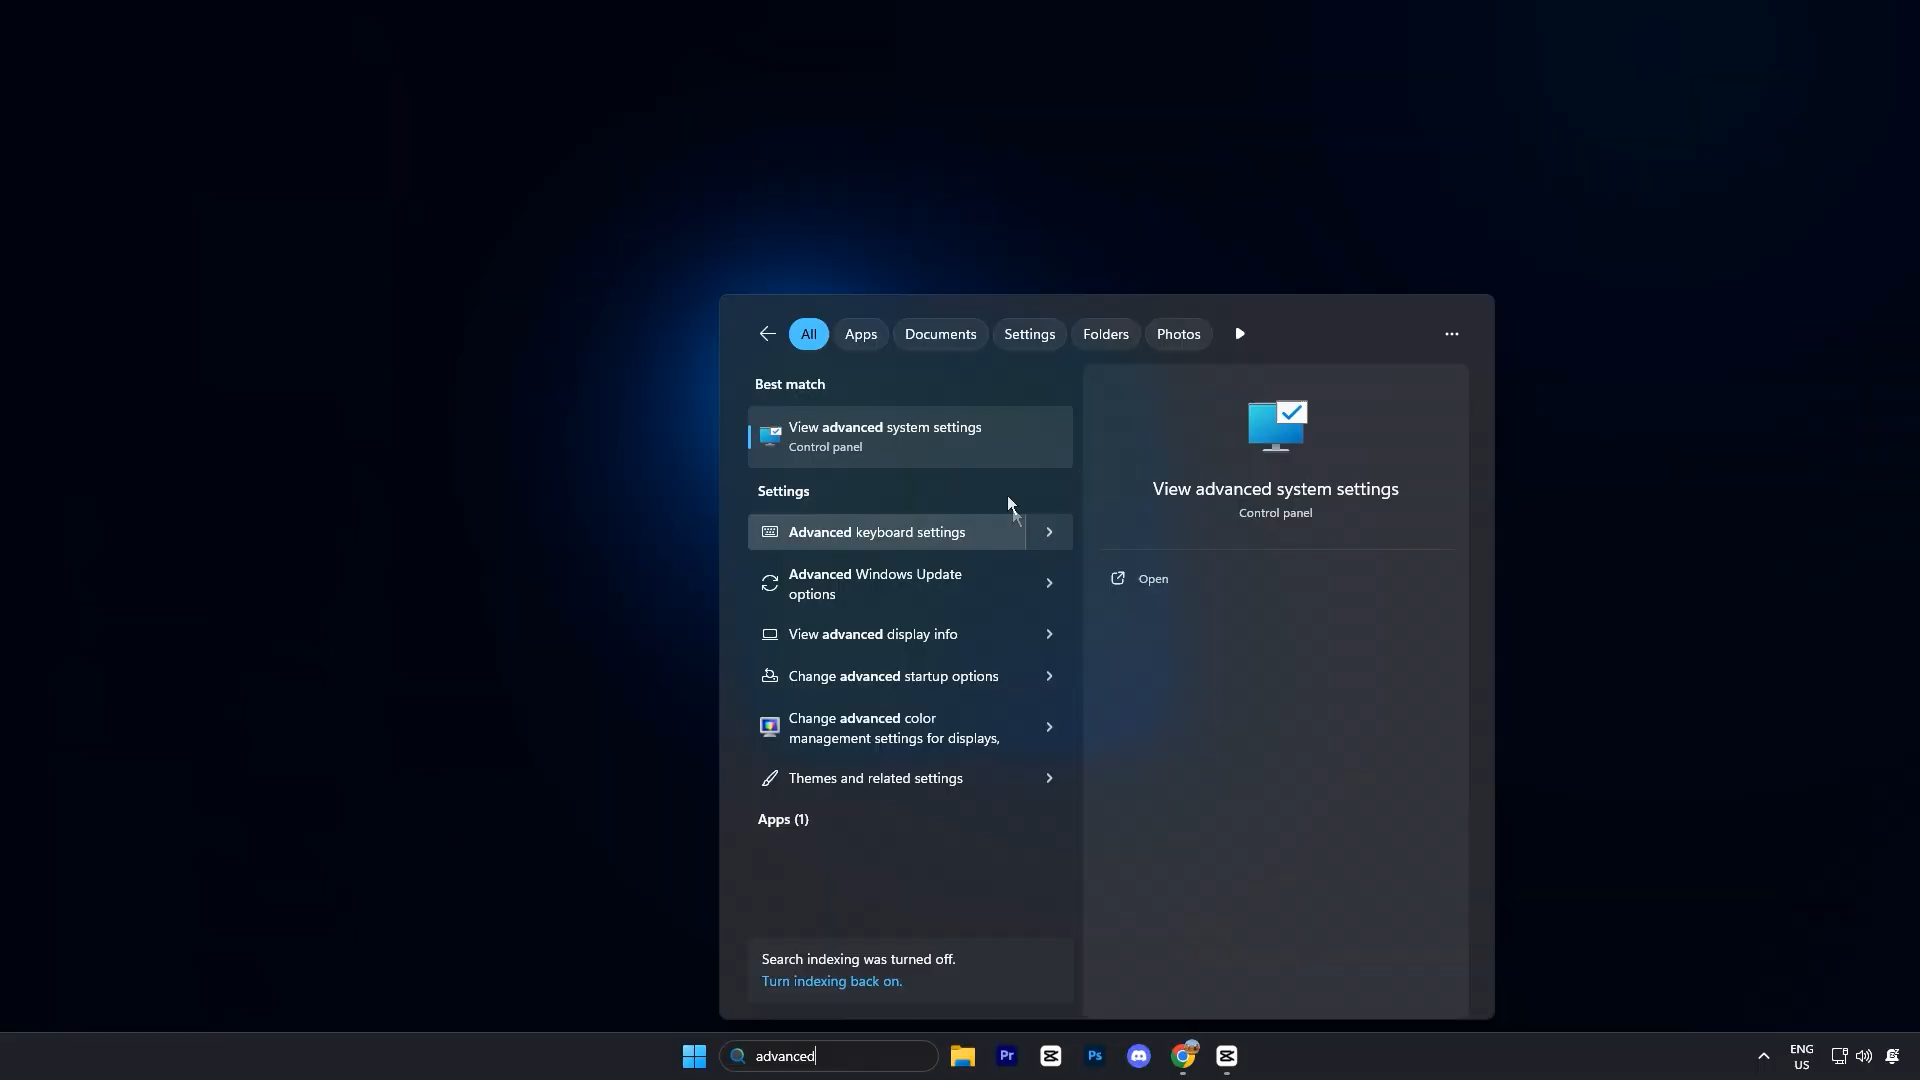 All
Apps
Documents
Settings
Folders
Photos
Best match
View advanced system settings
Control panel
Settings
Advanced keyboard settings
Advanced Windows Update
options
View advanced display info
Change advanced startup options
Change advanced color
management settings for displays,
Themes and related settings
Apps (1)
Search indexing was turned off.
Turn indexing back on.
View advanced system settings
Control panel
Open
advanced
Pr
Ps
ENG
US